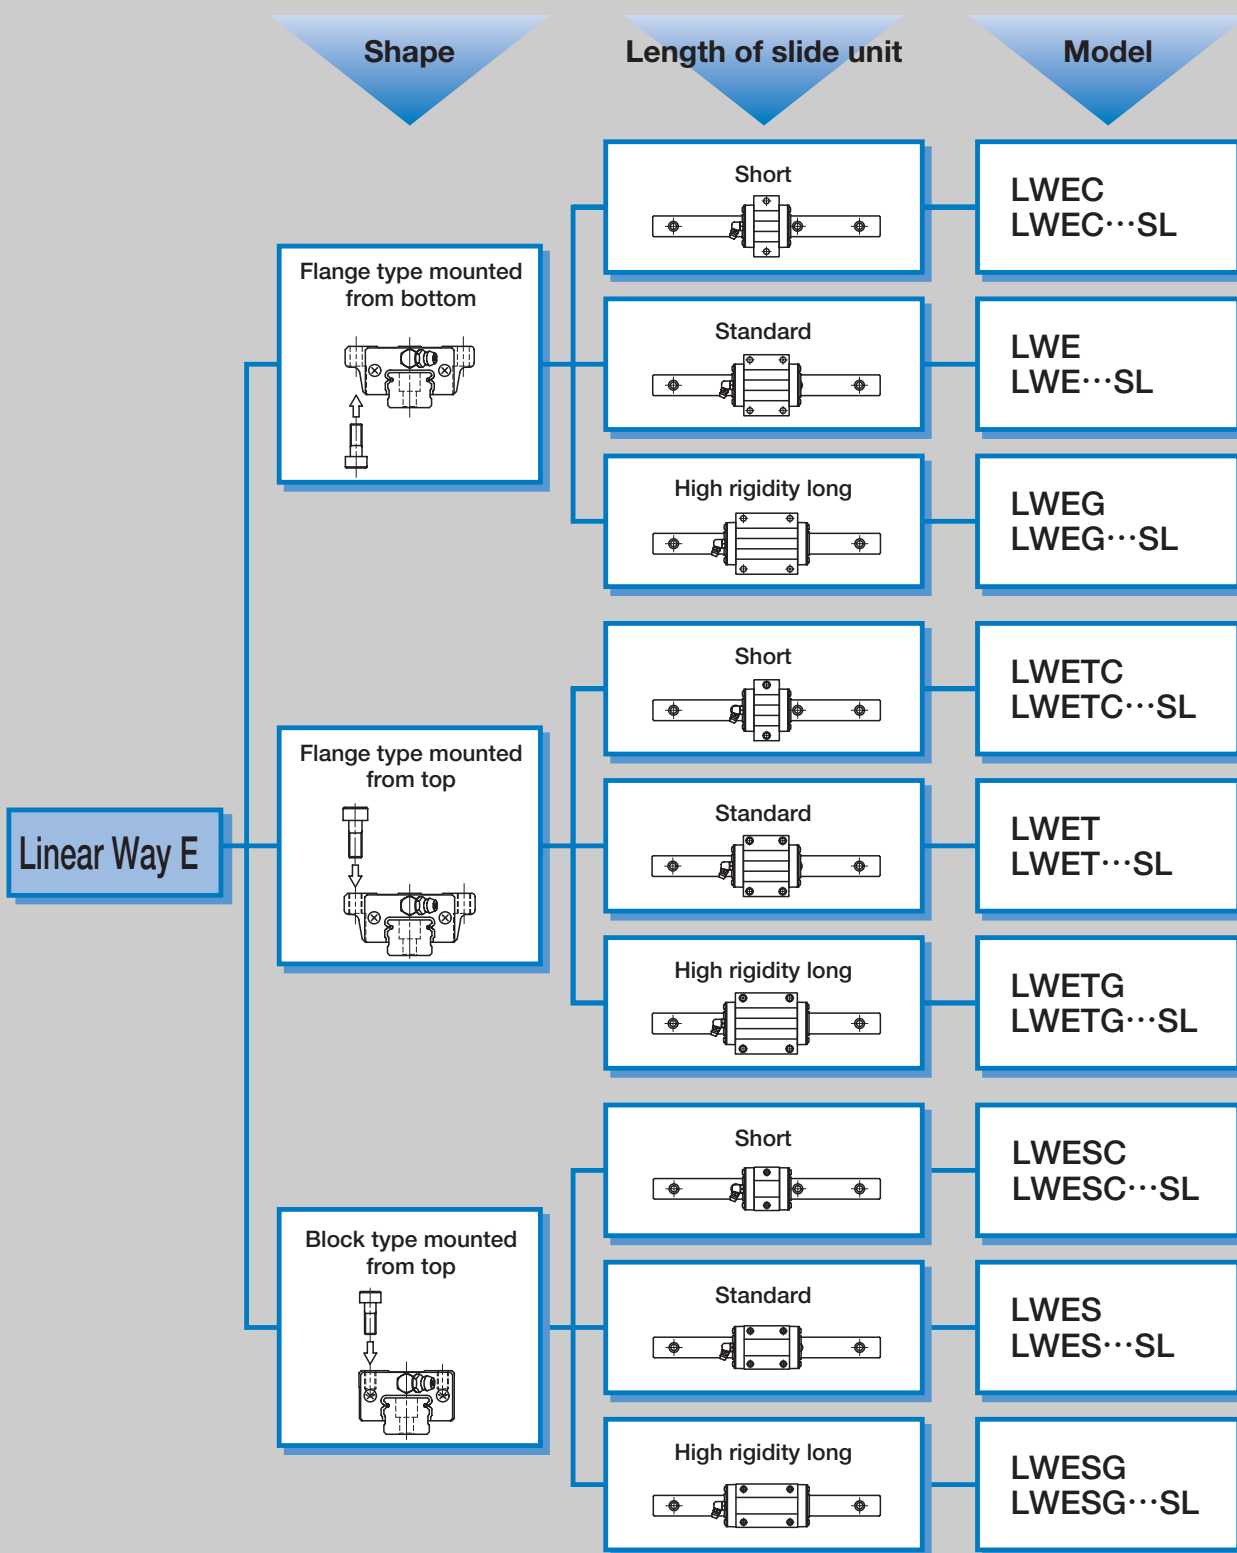 Shape
Length of slide unit
Model
Linear Way E
Flange type mounted
from bottom
Short
LWEC
LWEC···SL
Standard
LWE
LWE···SL
High rigidity long
LWEG
LWEG···SL
Flange type mounted
from top
Short
LWETC
LWETC···SL
Standard
LWET
LWET···SL
High rigidity long
LWETG
LWETG···SL
Block type mounted
from top
Short
LWESC
LWESC···SL
Standard
LWES
LWES···SL
High rigidity long
LWESG
LWESG···SL